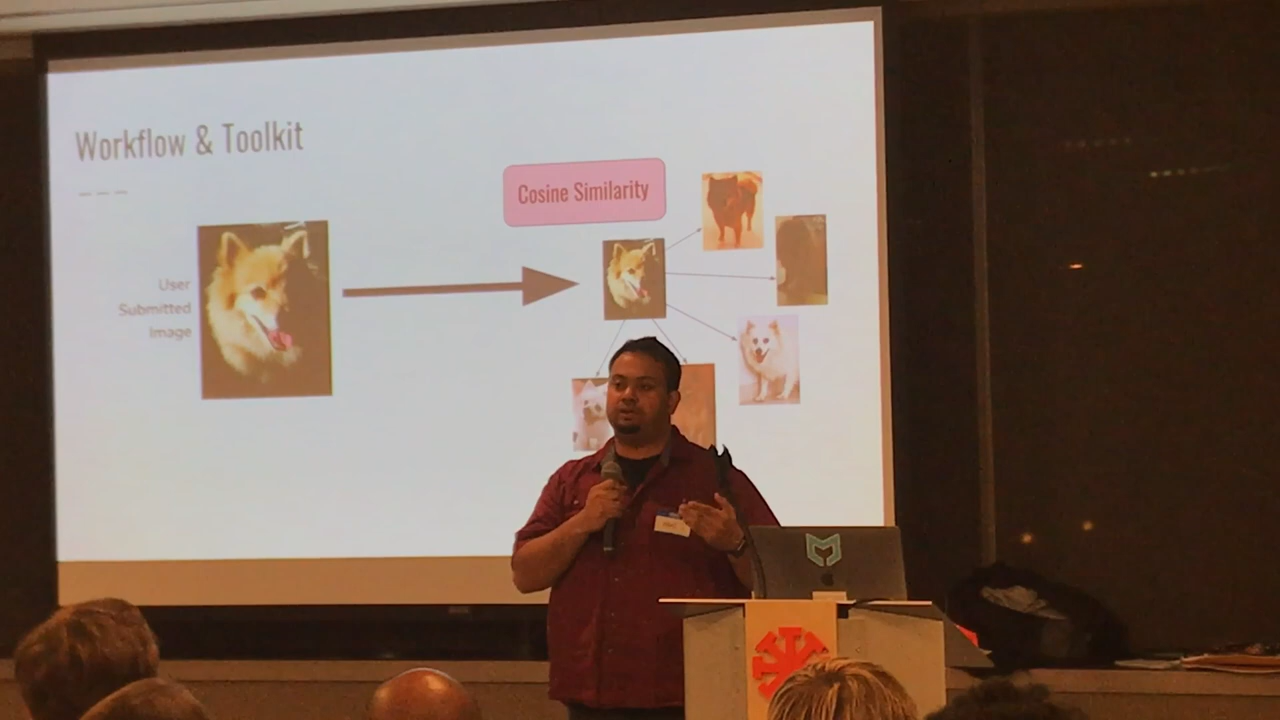 Workflow & Toolkit
Cosine Similarity
User
Submitted
Image